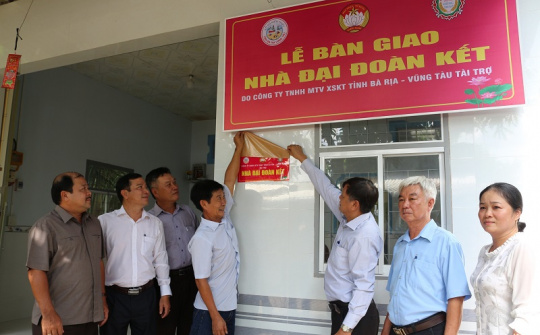 LỄ BÀN GIAO
NHÀ ĐẠI ĐOÀN KẾT
DO CÔNG TY TNHH MTV XSKT TỈNH BÀ RỊA - VŨNG TÀU TÀI TRỢ
NHÀ ĐẠI ĐOÀN KẾT